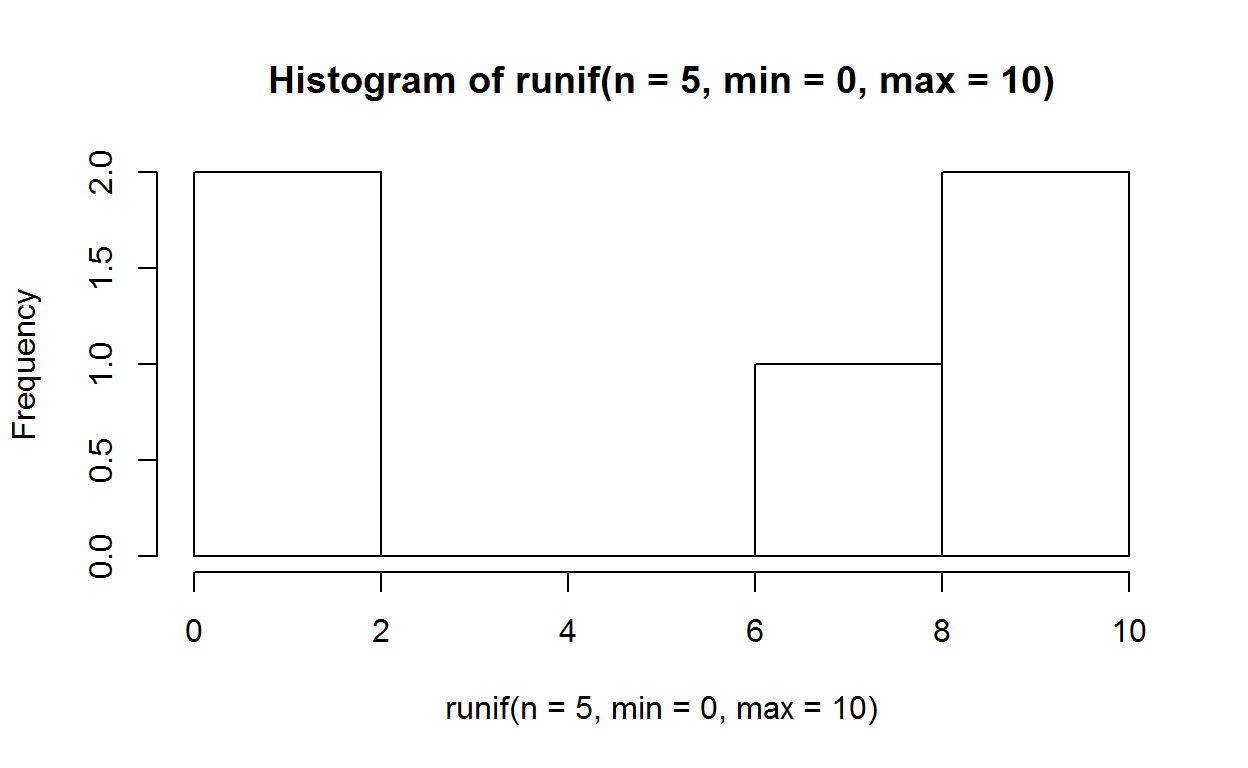 Histogram of runif(n = 5, min = 0, max = 10)
Frequency
2.0
1.5
1.0
0.5
0.0
0 2 4 6 8 10
runif(n = 5, min = 0, max = 10)